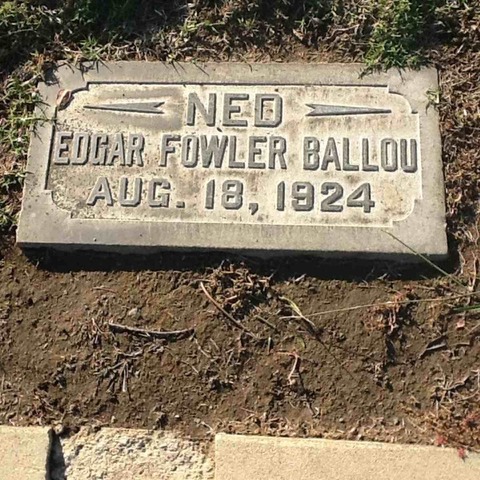 NED
EDGAR FOWLER BALLOU
AUG. 18, 1924